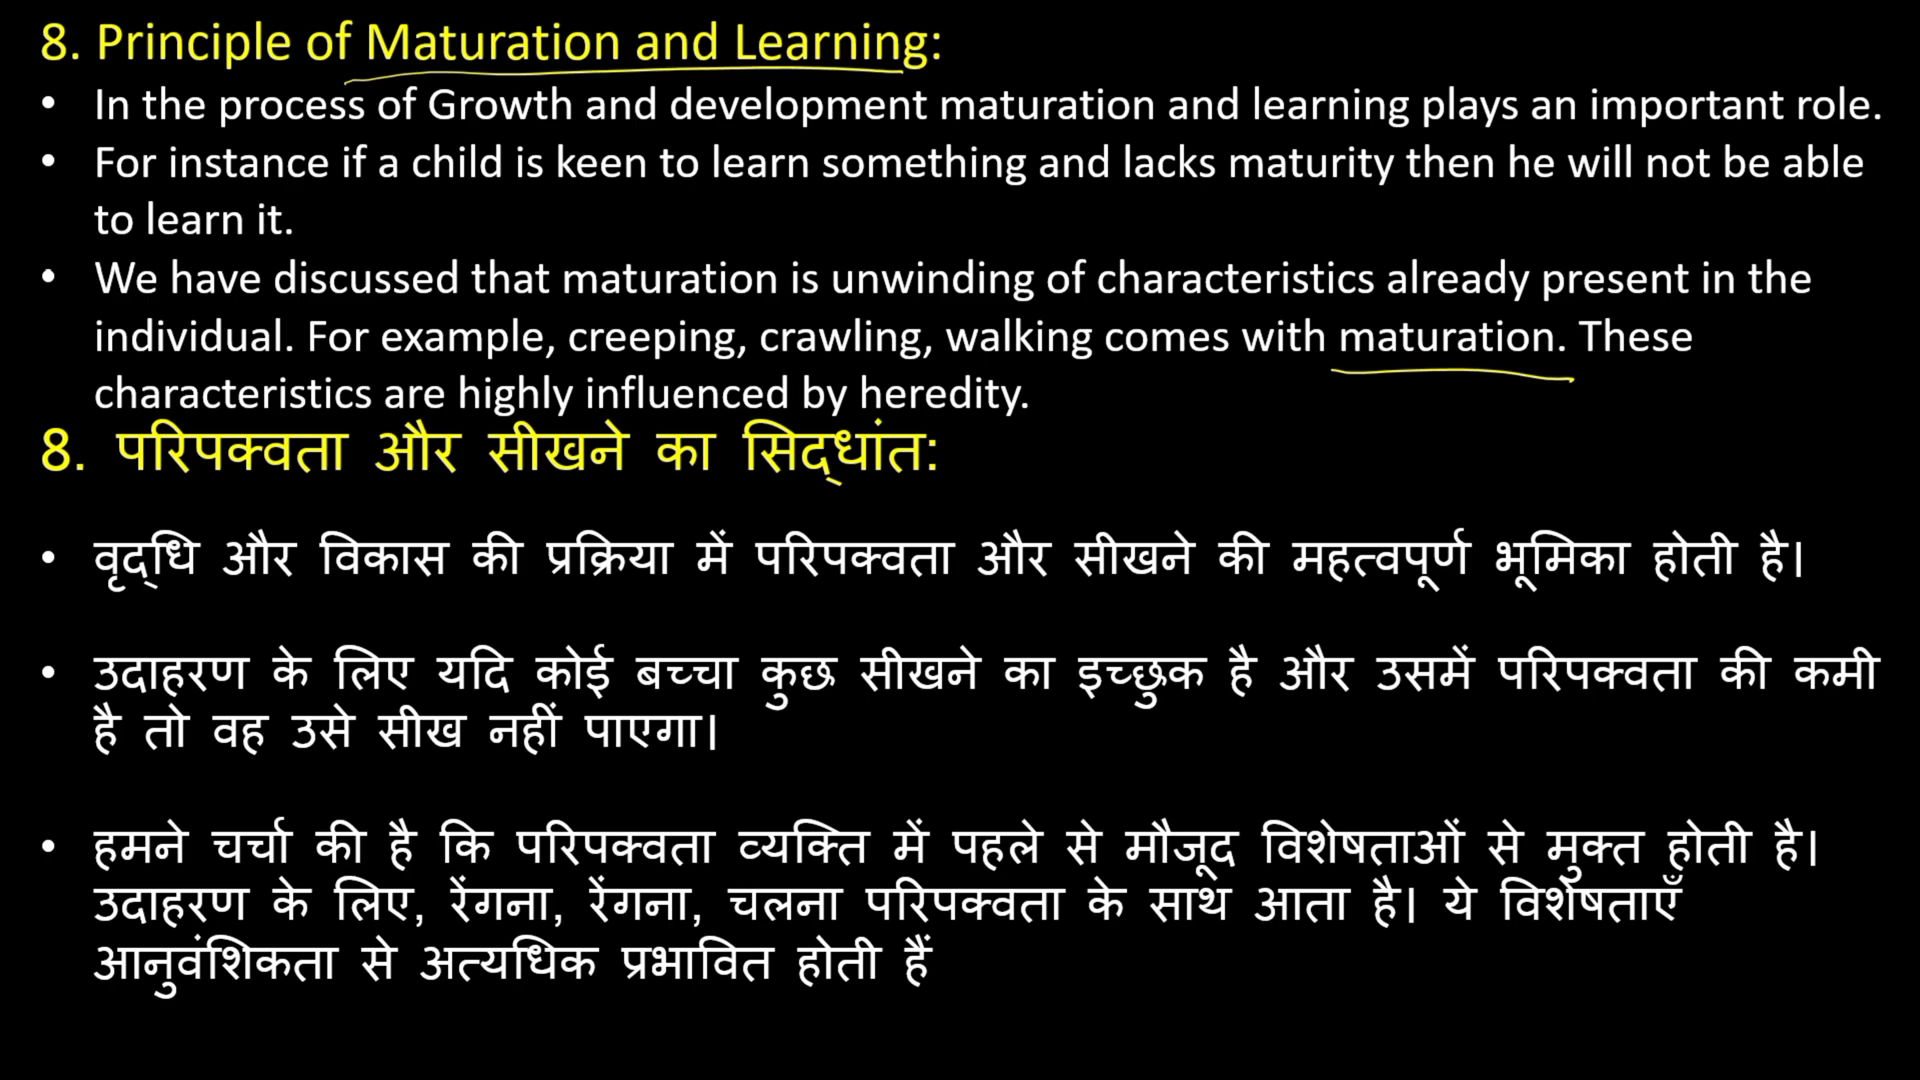 8. Principle of Maturation and Learning:
• In the process of Growth and development maturation and learning plays an important role.
• For instance if a child is keen to learn something and lacks maturity then he will not be able
to learn it.
• We have discussed that maturation is unwinding of characteristics already present in the
individual. For example, creeping, crawling, walking comes with maturation. These
characteristics are highly influenced by heredity.
8. परिपक्वता और सीखने का सिद्धांत:
• वृद्धि और विकास की प्रक्रिया में परिपक्वता और सीखने की महत्वपूर्ण भूमिका होती है।
• उदाहरण के लिए यदि कोई बच्चा कुछ सीखने का इच्छुक है और उसमें परिपक्वता की कमी
है तो वह उसे सीख नहीं पाएगा।
• हमने चर्चा की है कि परिपक्वता व्यक्ति में पहले से मौजूद विशेषताओं से मुक्त होती है।
उदाहरण के लिए, रेंगना, रेंगना, चलना परिपक्वता के साथ आता है। ये विशेषताएँ
आनुवंशिकता से अत्यधिक प्रभावित होती हैं